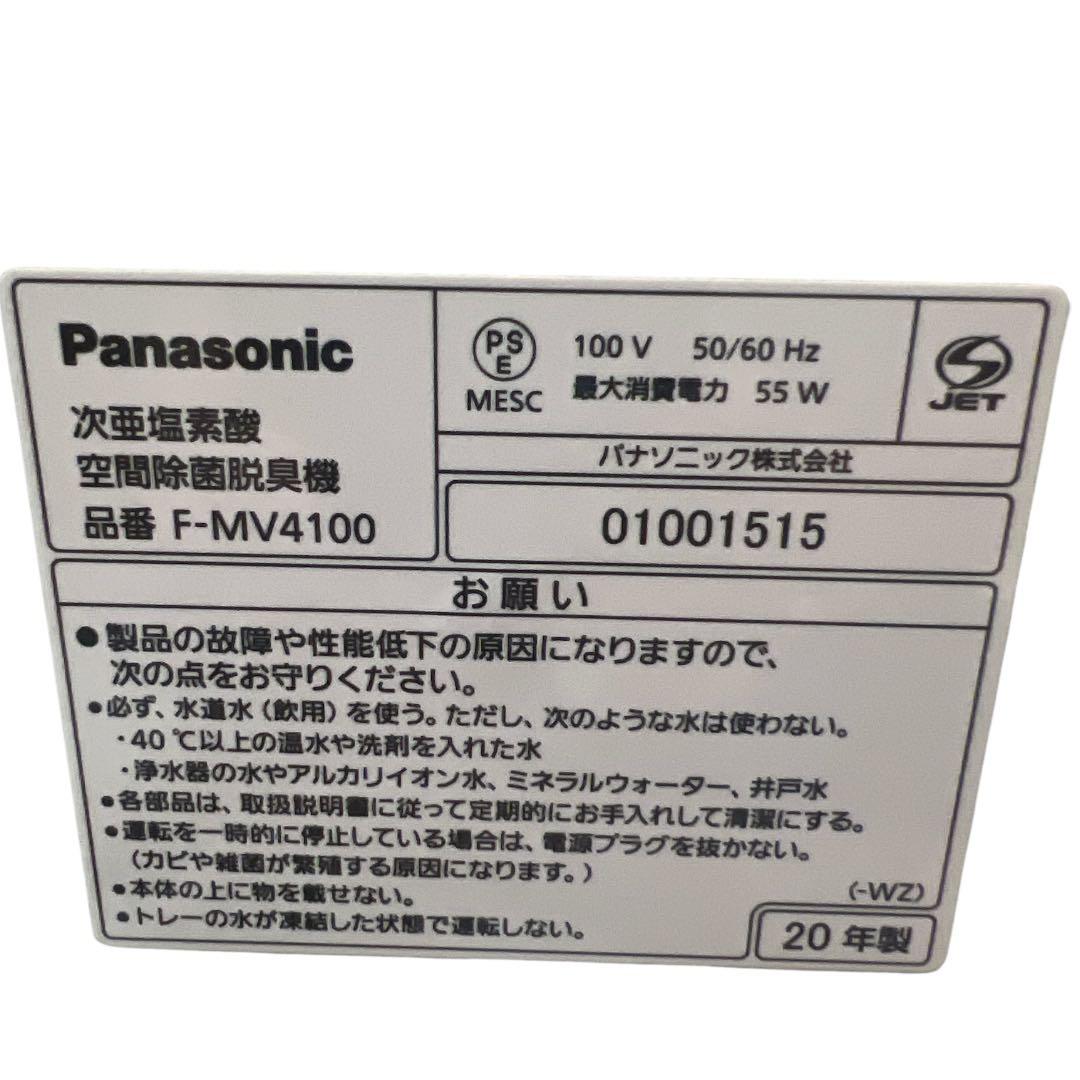 Panasonic
次亜塩素酸
空間除菌脱臭機
品番 F-MV4100
PSE
MESC
100 V 50/60 Hz
最大消費電力 55 W
JET
パナソニック株式会社
01001515
お願い
●製品の故障や性能低下の原因になりますので、
次の点をお守りください。
●必ず、水道水（飲用）を使う。ただし、次のような水は使わない。
・40 ℃以上の温水や洗剤を入れた水
・浄水器の水やアルカリイオン水、ミネラルウォーター、井戸水
●各部品は、取扱説明書に従って定期的にお手入れして清潔にする。
●運転を一時的に停止している場合は、電源プラグを抜かない。
（カビや雑菌が繁殖する原因になります。）
●本体の上に物を載せない。
●トレーの水が凍結した状態で運転しない。
(-WZ)
20 年製